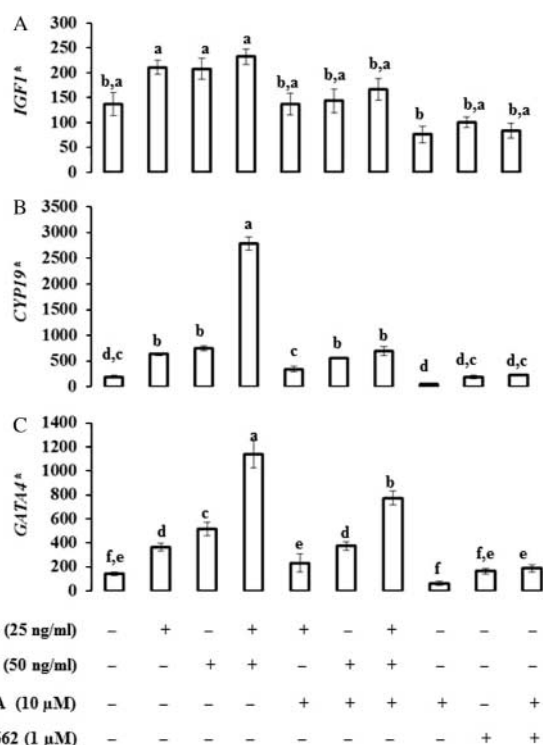 A
IGF1*
300
250
200
150
100
50
0
b,a a a a b,a b,a b,a b b,a b,a
B
CYP19*
3500
3000
2500
2000
1500
1000
500
0
d,c b b a c b b d d,c d,c
C
GATA4*
1400
1200
1000
800
600
400
200
0
f,e d c a e d b f f,e e
(25 ng/ml) – + – + + – + – – –
(50 ng/ml) – – + + – + + – – –
A (10 µM) – – – – + + + + – +
562 (1 µM) – – – – – – – – + +